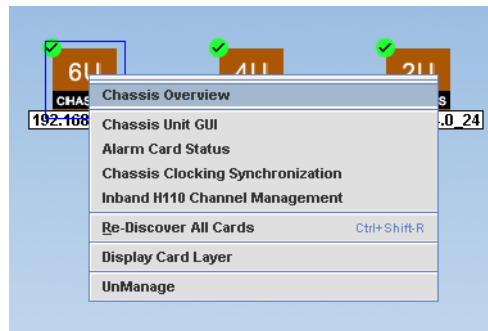 6U
4U
2U
CHAS
S
192.168
.0_24
Chassis Overview
Chassis Unit GUI
Alarm Card Status
Chassis Clocking Synchronization
Inband H110 Channel Management
Re-Discover All Cards Ctrl+Shift-R
Display Card Layer
UnManage